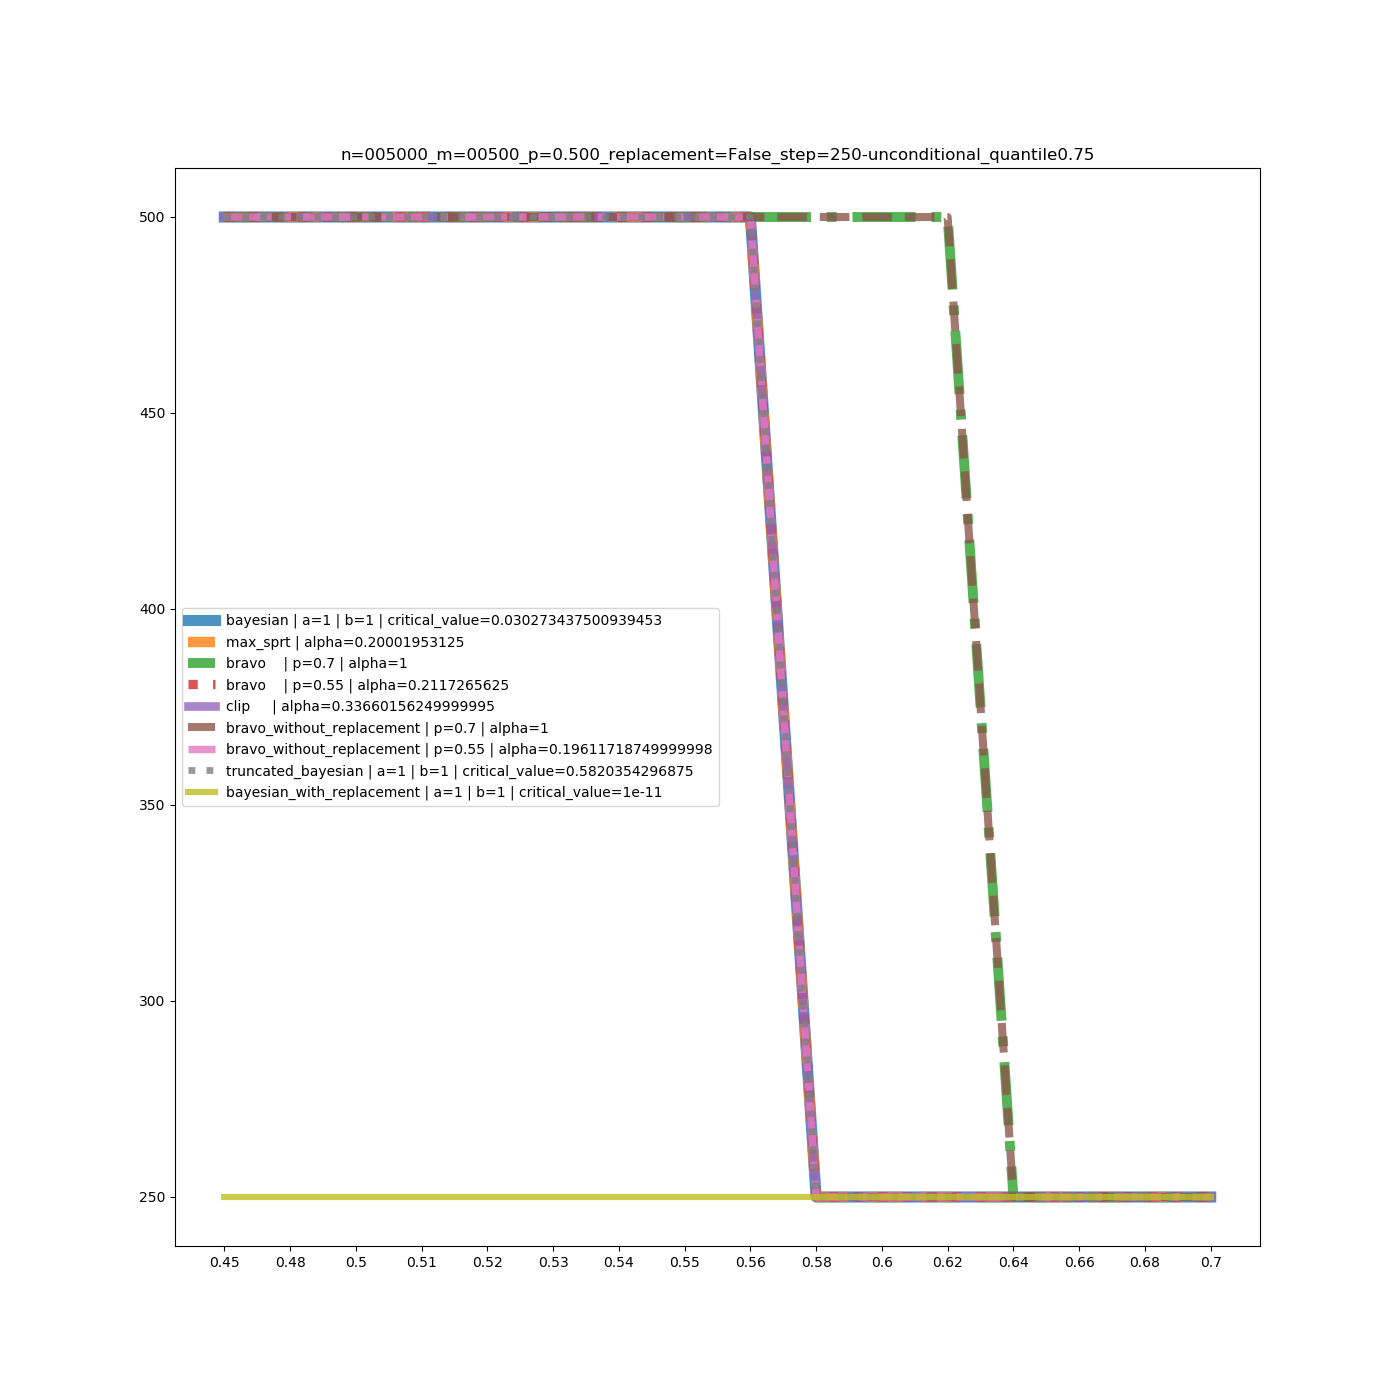 n=005000_m=00500_p=0.500_replacement=False_step=250-unconditional_quantile0.75
500
450
400
350
300
250
bayesian | a=1 | b=1 | critical_value=0.030273437500939453
max_sprt | alpha=0.20001953125
bravo    | p=0.7 | alpha=1
bravo    | p=0.55 | alpha=0.2117265625
clip     | alpha=0.33660156249999995
bravo_without_replacement | p=0.7 | alpha=1
bravo_without_replacement | p=0.55 | alpha=0.19611718749999998
truncated_bayesian | a=1 | b=1 | critical_value=0.5820354296875
bayesian_with_replacement | a=1 | b=1 | critical_value=1e-11
0.45 0.48 0.5 0.51 0.52 0.53 0.54 0.55 0.56 0.58 0.6 0.62 0.64 0.66 0.68 0.7